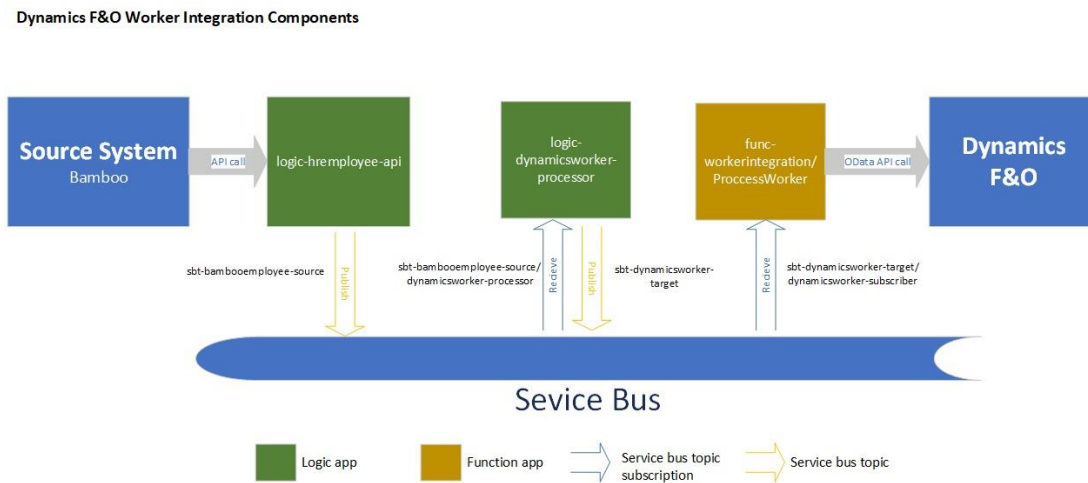 Dynamics F&O Worker Integration Components
Source System
Bamboo
API call
logic-hremployee-api
logic-
dynamicsworker-
processor
func-
workerintegration/
ProccessWorker
OData API call
Dynamics
F&O
sbt-bambooemployee-source
Publish
sbt-bambooemployee-source/
dynamicsworker-processor
Recieve
Publish
sbt-dynamicsworker-
target
Recieve
sbt-dynamicsworker-target/
dynamicsworker-subscriber
Sevice Bus
Logic app
Function app
Service bus topic
subscription
Service bus topic